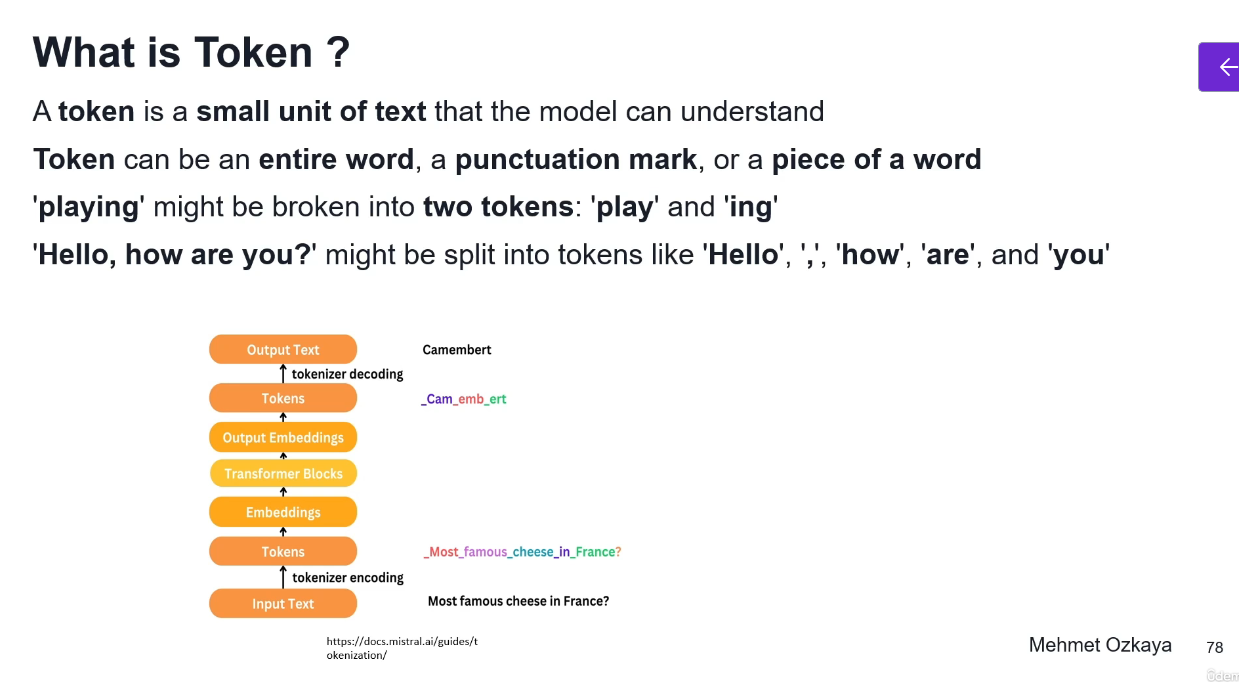 What is Token ?
A token is a small unit of text that the model can understand
Token can be an entire word, a punctuation mark, or a piece of a word
'playing' might be broken into two tokens: 'play' and 'ing'
'Hello, how are you?' might be split into tokens like 'Hello', ',', 'how', 'are', and 'you'
Output Text
Camembert
tokenizer decoding
Tokens
_Cam_emb_ert
Output Embeddings
Transformer Blocks
Embeddings
Tokens
_Most_famous_cheese_in_France?
tokenizer encoding
Input Text
Most famous cheese in France?
https://docs.mistral.ai/guides/t
okenization/
Mehmet Ozkaya
78